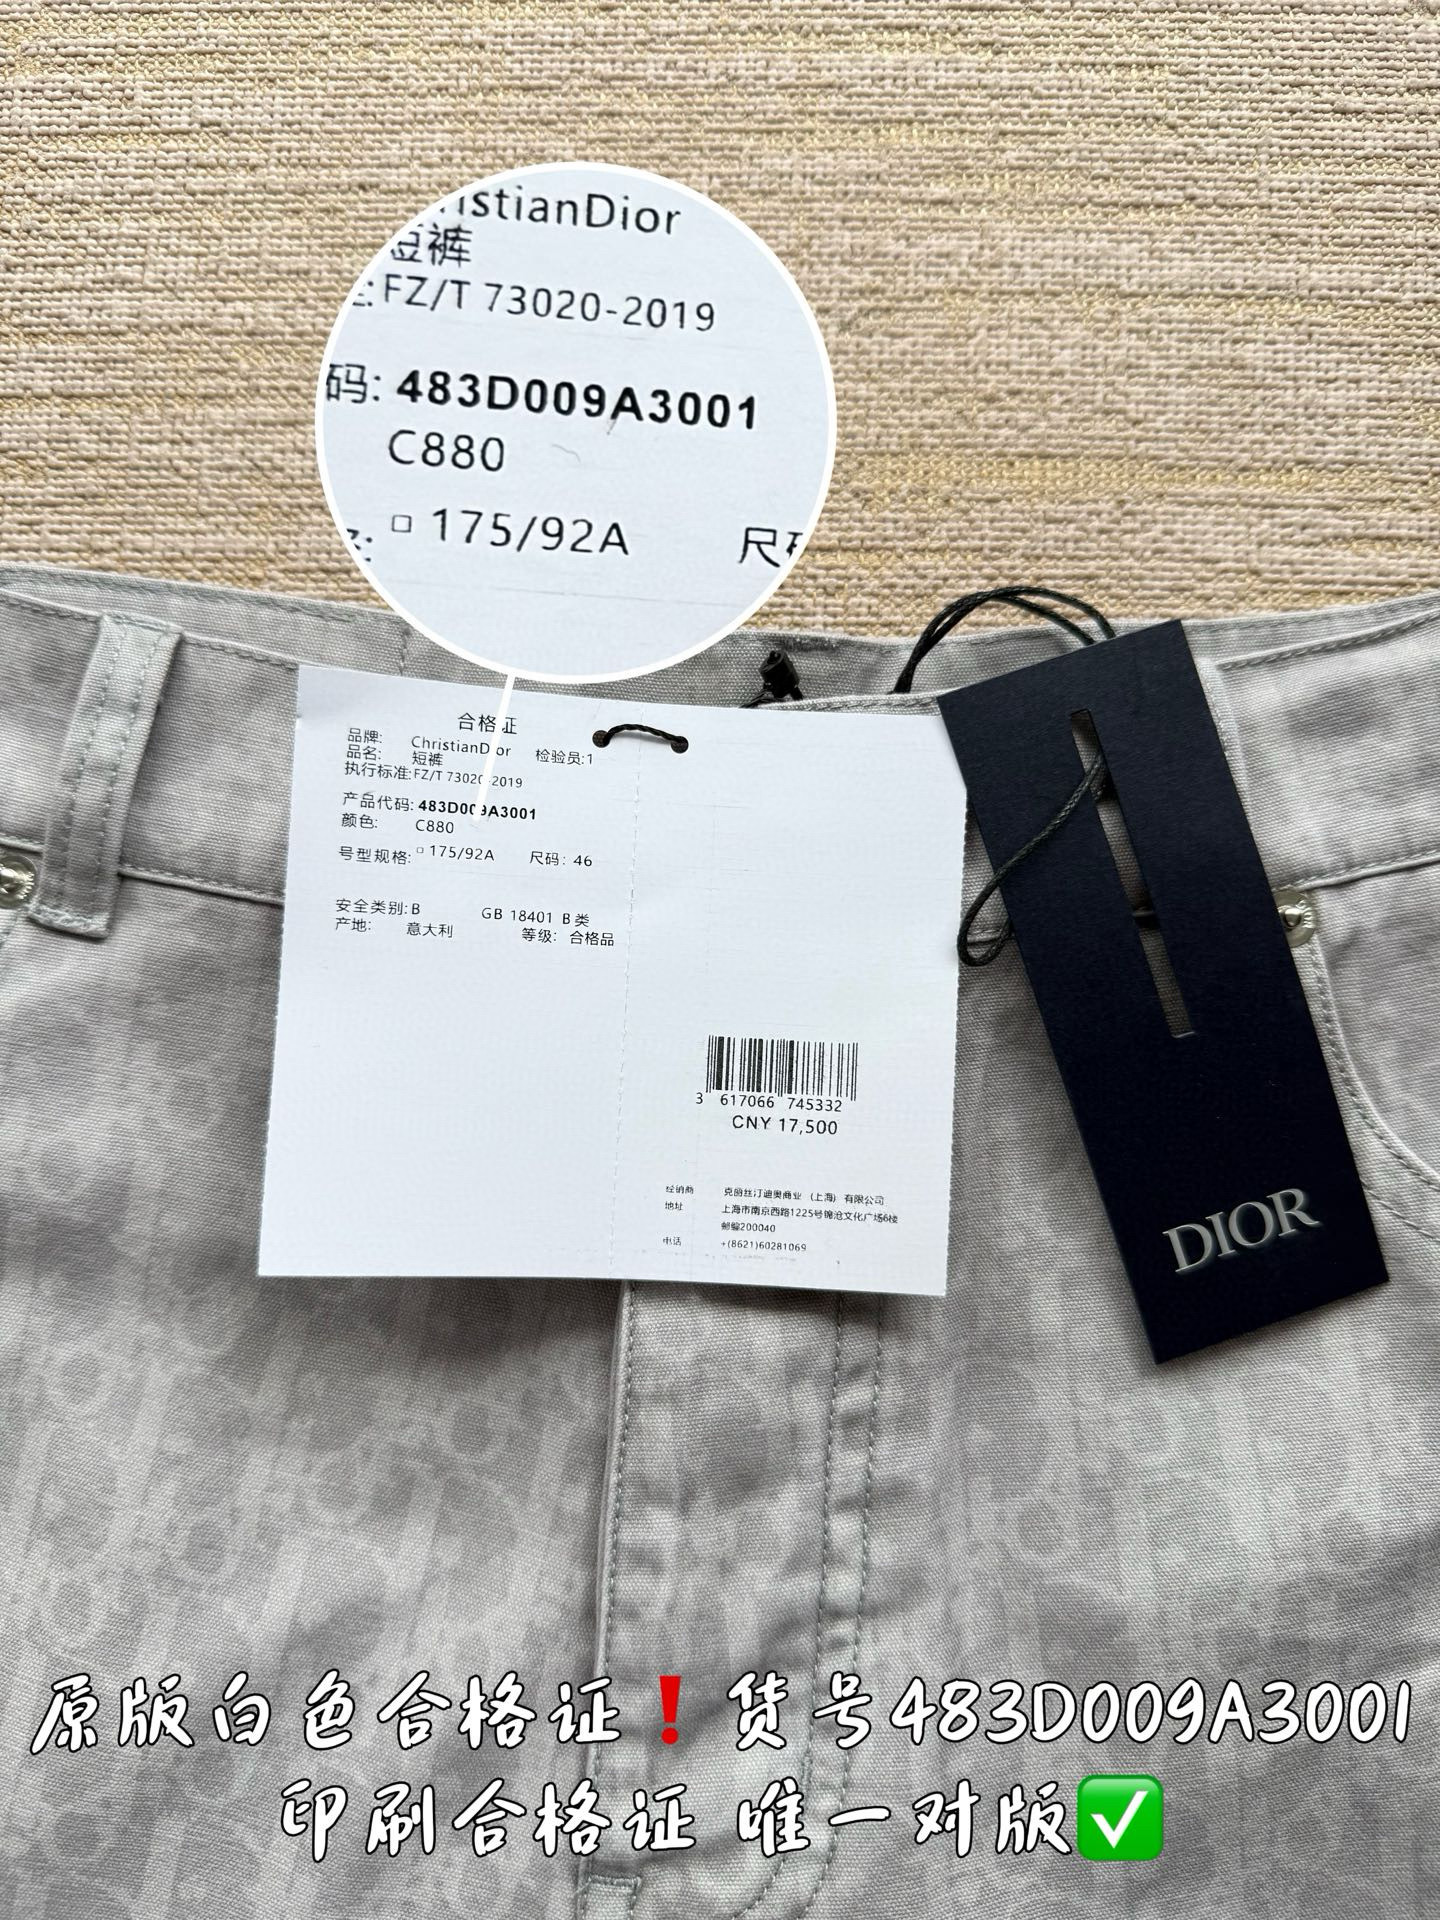 ristianDior
短裤
FZ/T 73020-2019
码: 483D009A3001
C880
□ 175/92A 尺码
合格证
品牌: ChristianDior 检验员:1
品名: 短裤
执行标准:FZ/T 73020-2019
产品代码: 483D009A3001
颜色: C880
号型规格: □ 175/92A 尺码: 46
安全类别: B GB 18401 B 类
产地: 意大利 等级: 合格品
3 617066 745332
CNY 17,500
经销商 克丽丝汀迪奥商业 (上海) 有限公司
地址 上海市南京西路1225号锦沧文化广场6楼
邮编200040
电话 +(8621)60281069
DIOR
原版白色合格证❗货号483D009A3001
印刷合格证 唯一对版✅